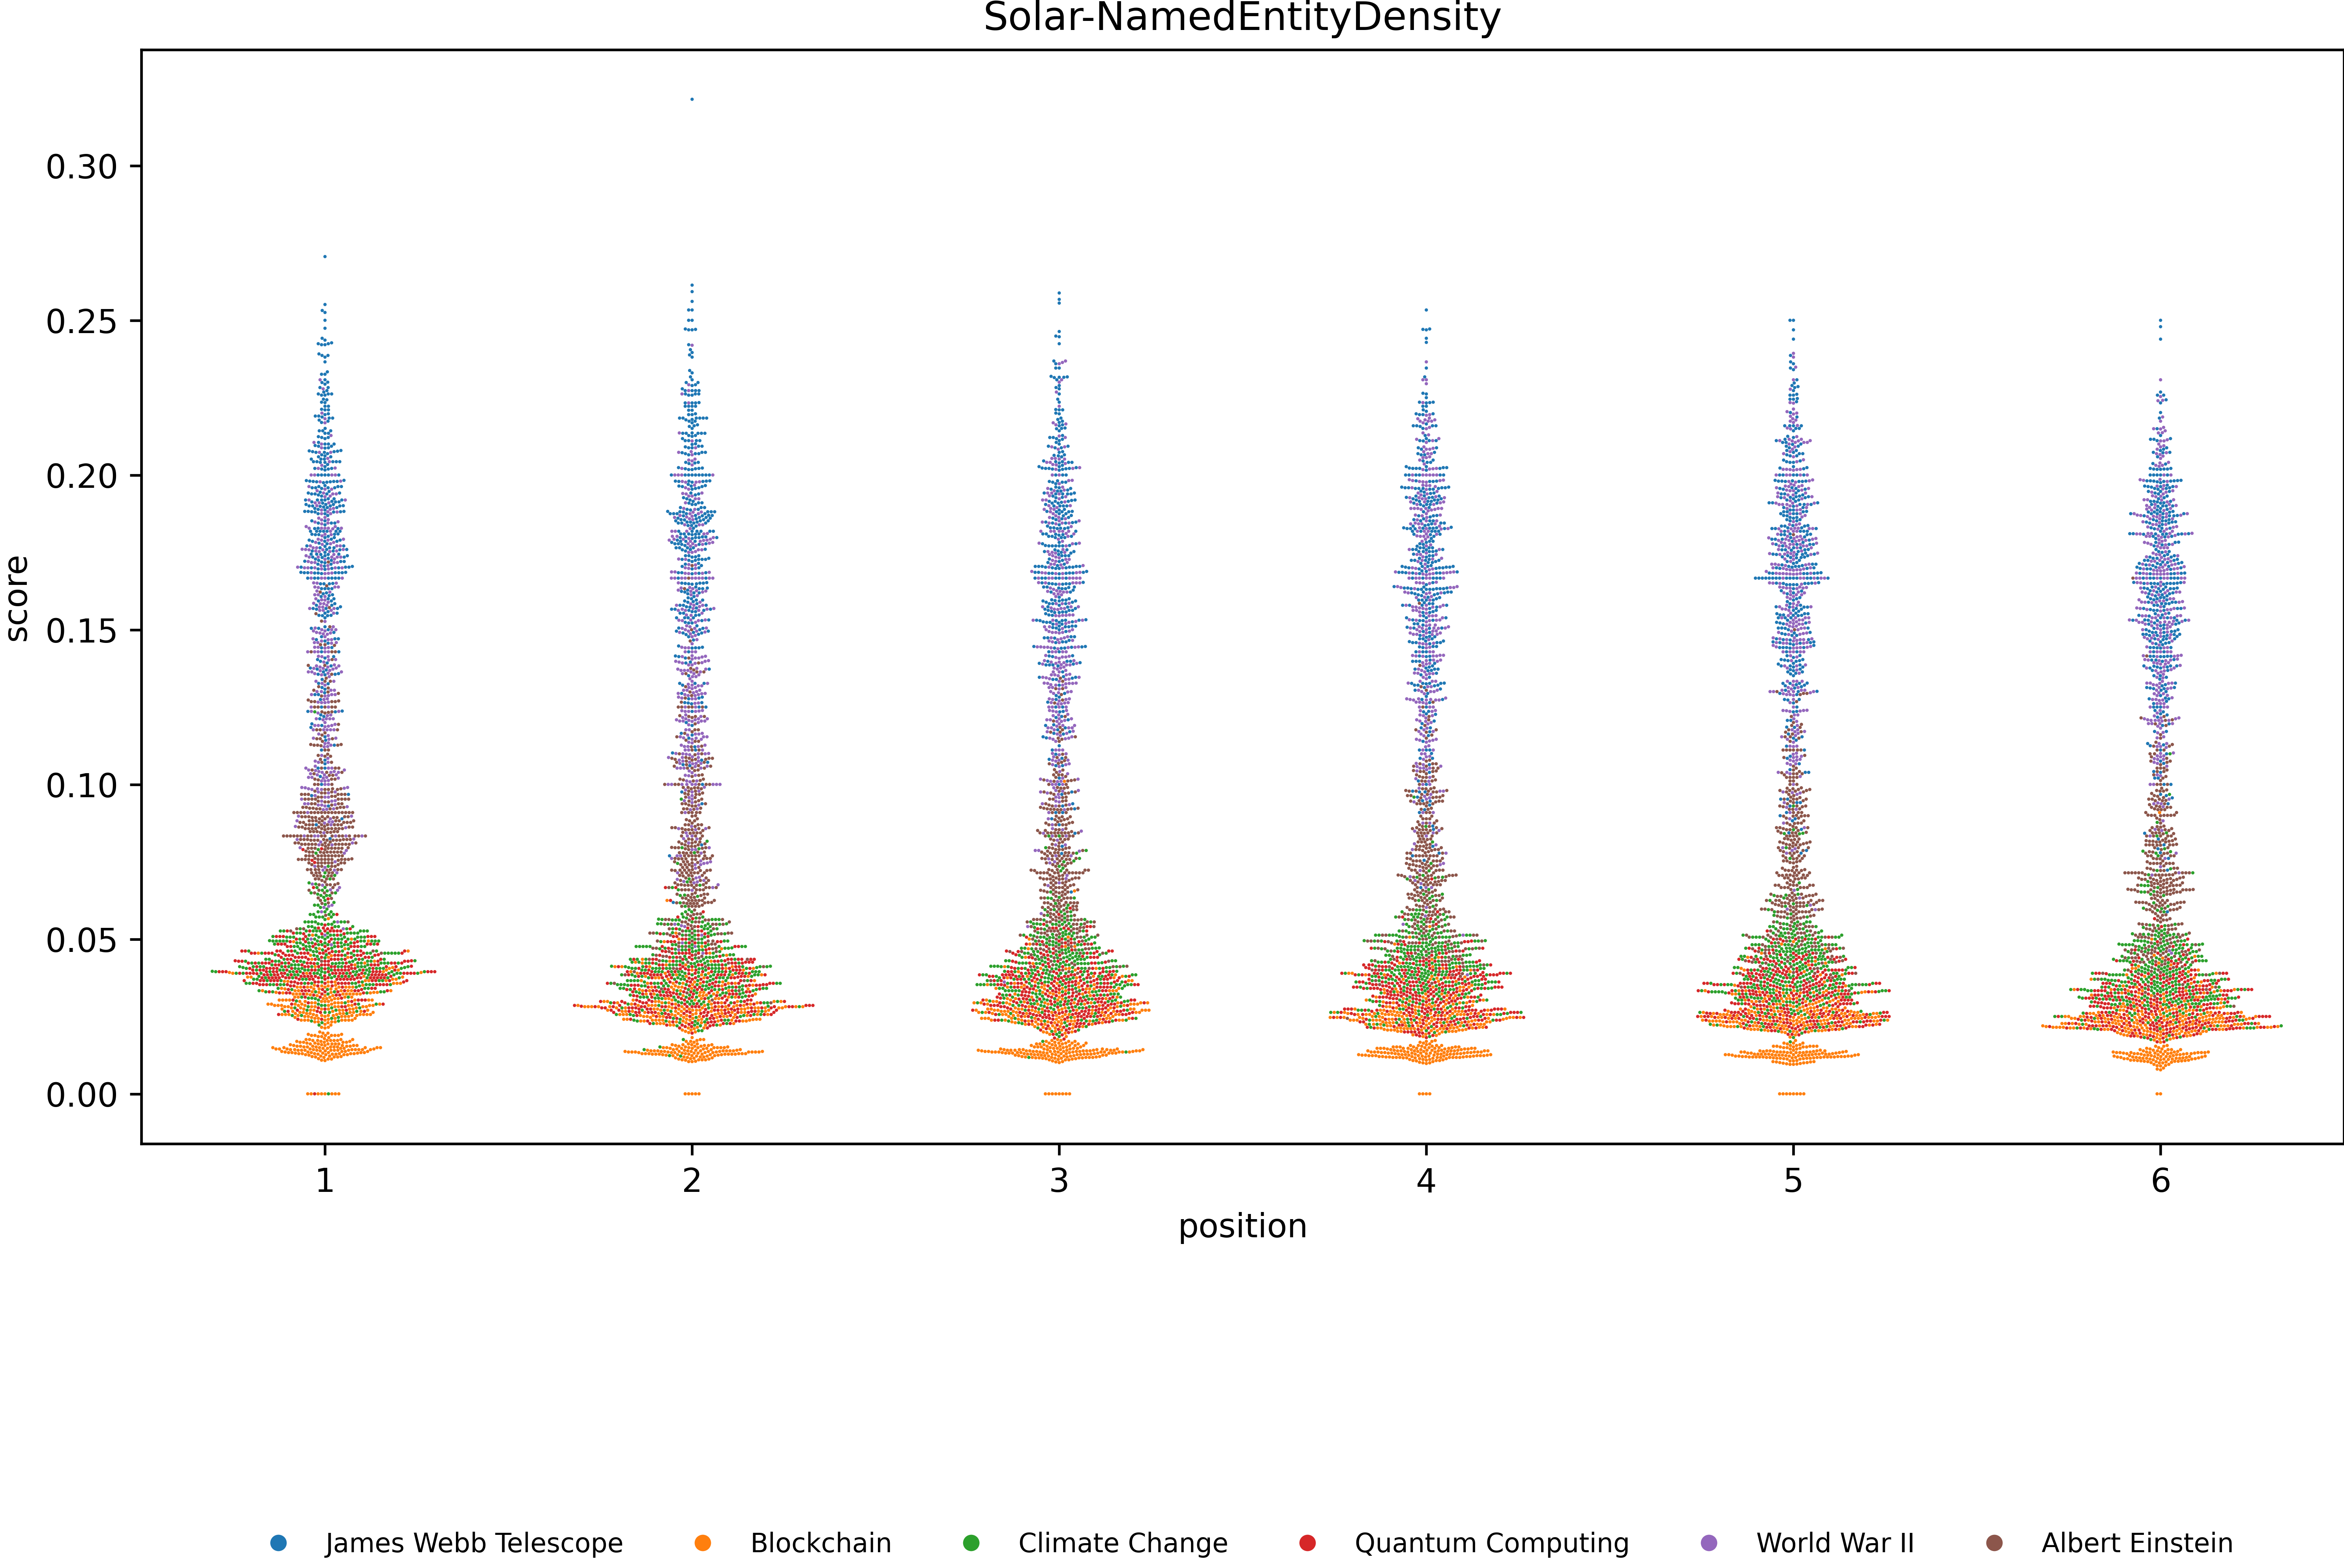 Solar-NamedEntityDensity
score
0.30
0.25
0.20
0.15
0.10
0.05
0.00
1 2 3 4 5 6
position
James Webb Telescope Blockchain Climate Change Quantum Computing World War II Albert Einstein